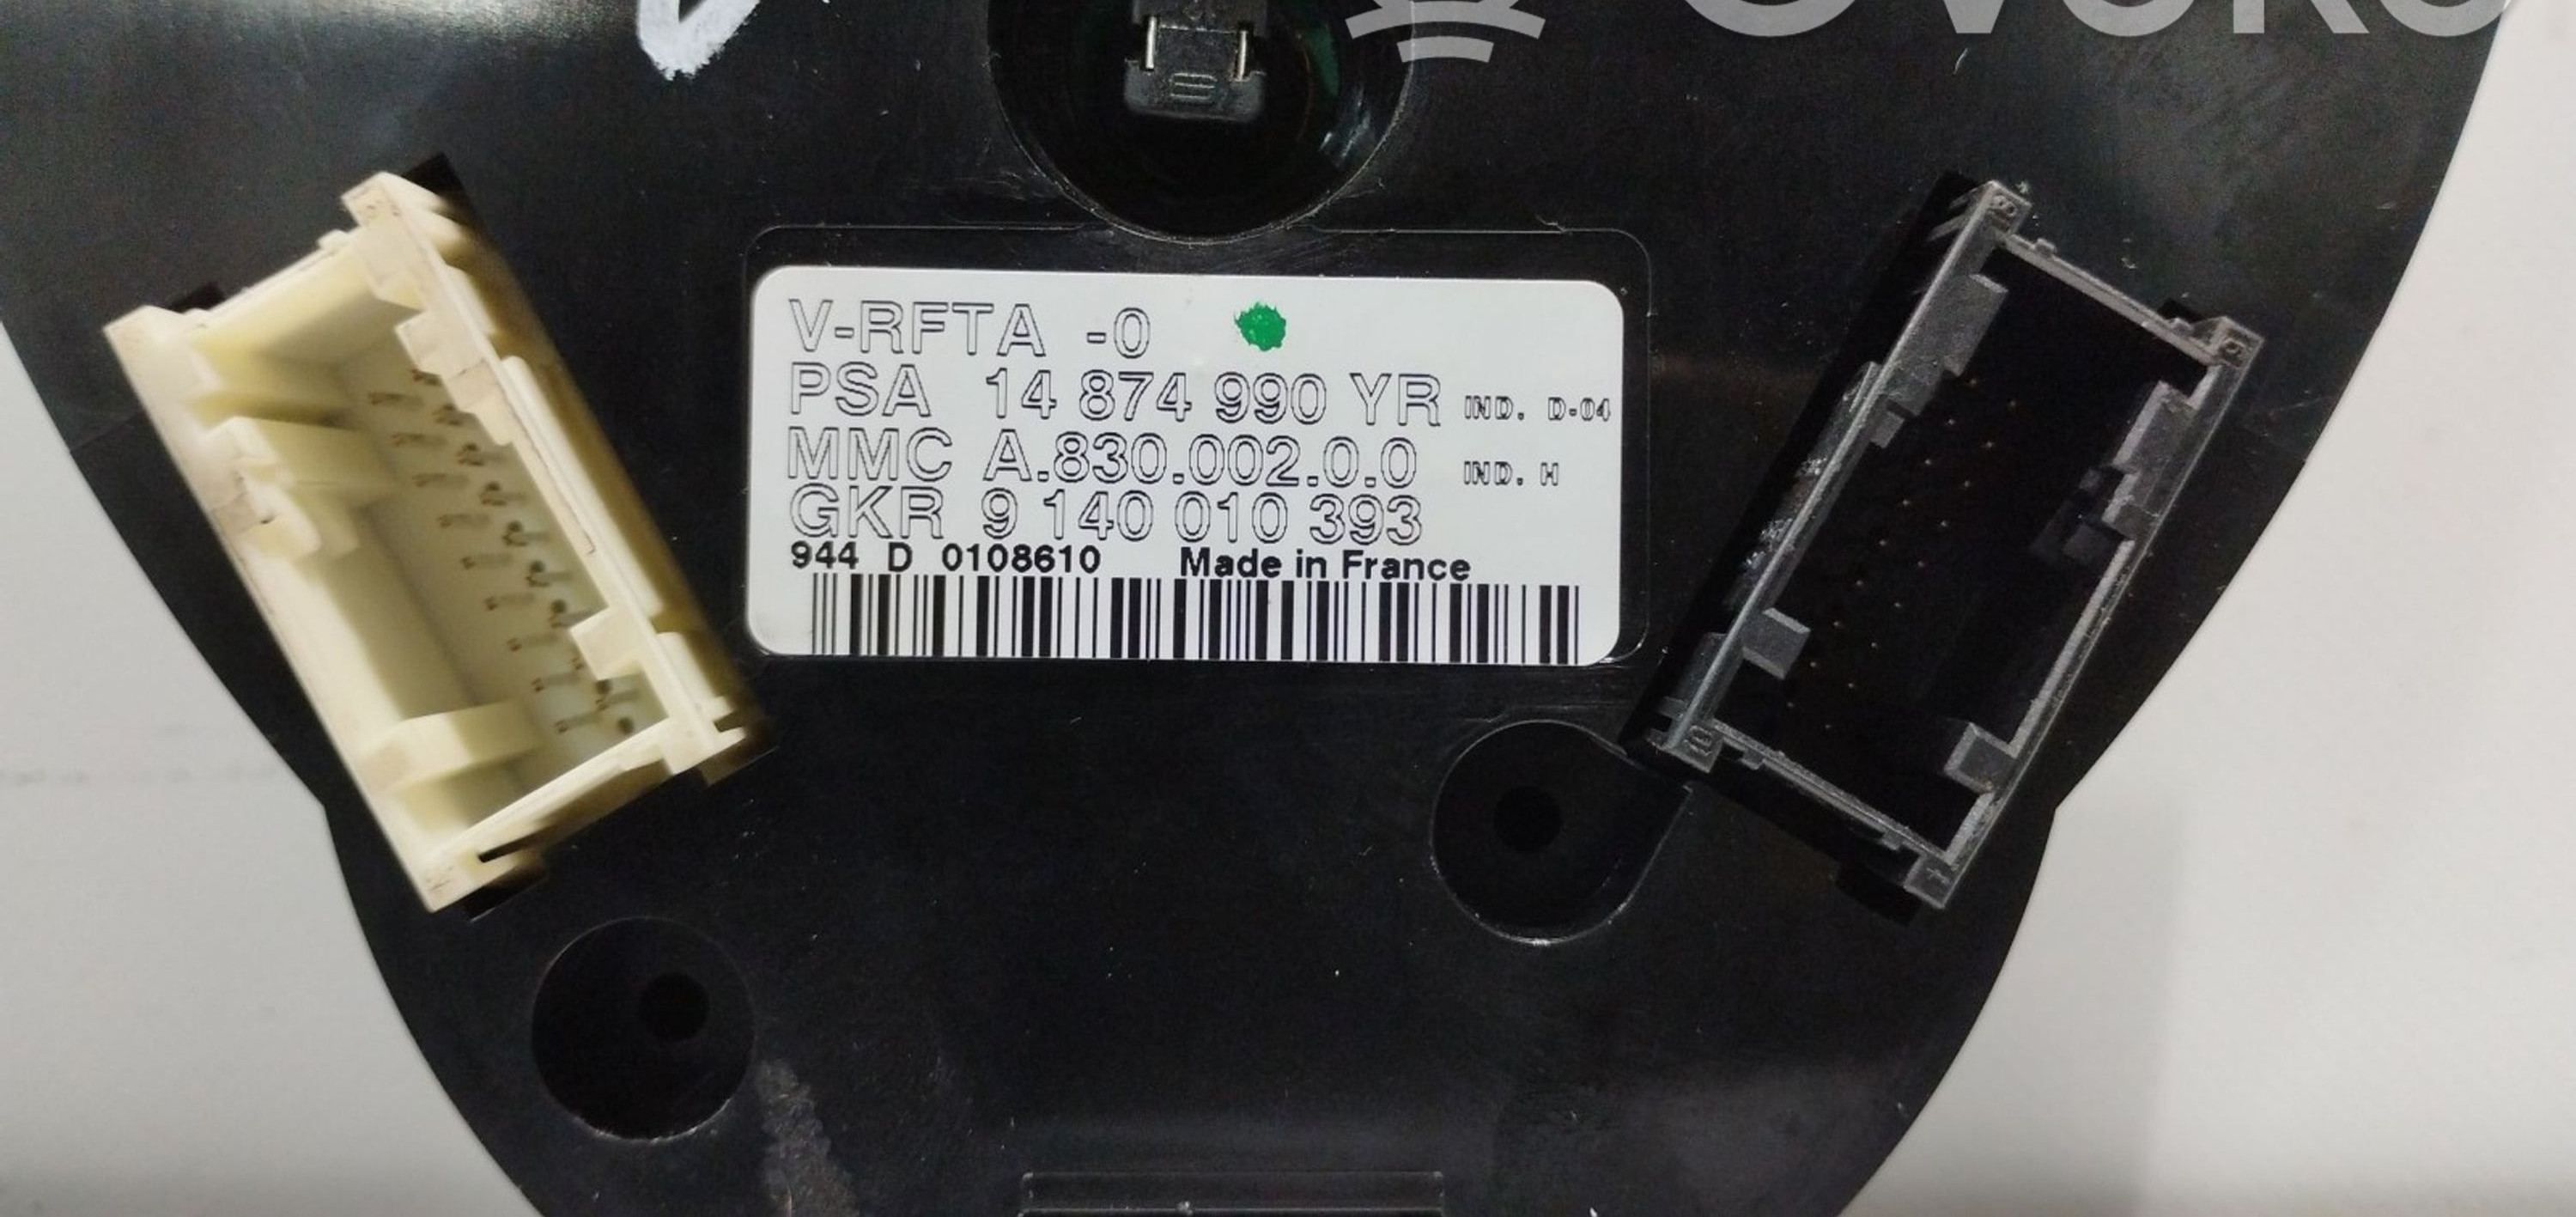 V-RFTA -0
PSA 14 874 990 YR IND. D-04
MMC A.830.002.0.0 IND. H
GKR 9 140 010 393
944 D 0108610 Made in France